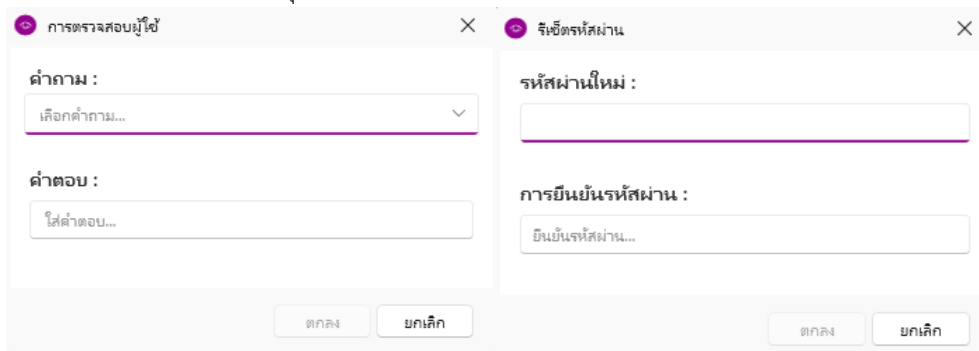 การตรวจสอบผู้ใช้
คำถาม :
เลือกคำถาม...
คำตอบ :
ใส่คำตอบ...
ตกลง
ยกเลิก
รีเซ็ตรหัสผ่าน
รหัสผ่านใหม่ :
การยืนยันรหัสผ่าน :
ยืนยันรหัสผ่าน...
ตกลง
ยกเลิก